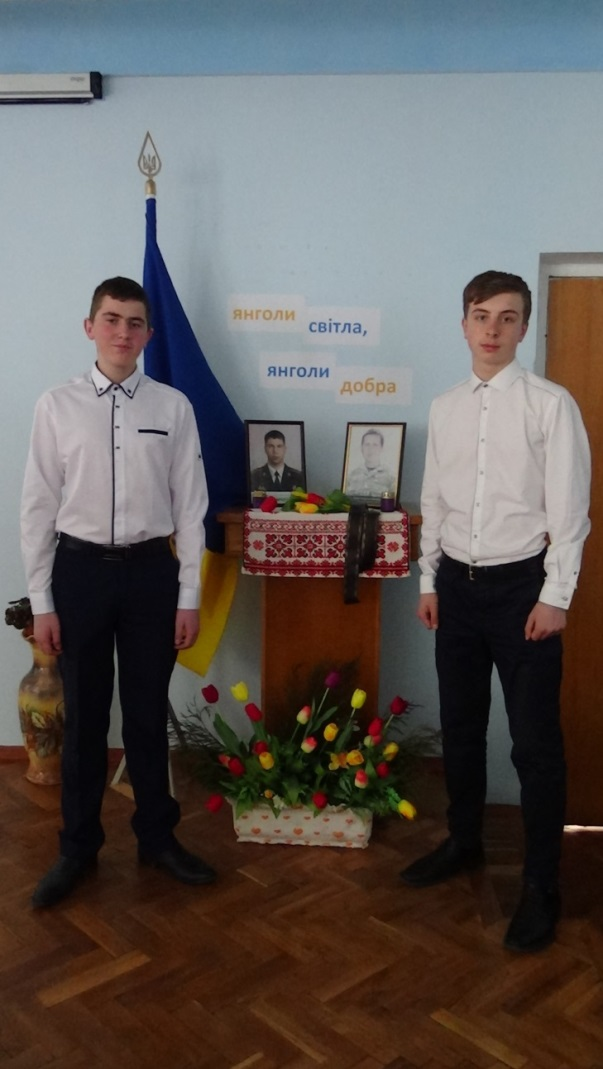 янголи
світла,
янголи
добра